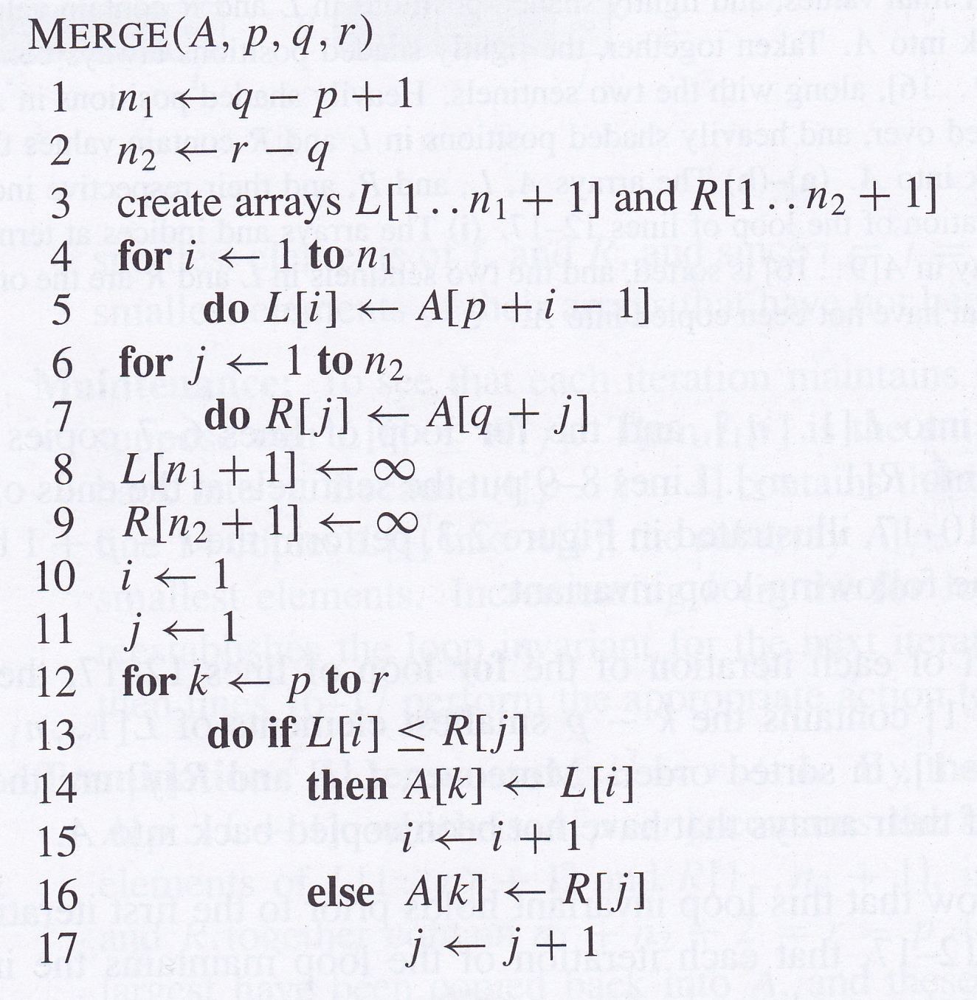 MERGE(A, p, q, r)
1 n₁ ← q − p + 1
2 n₂ ← r − q
3 create arrays L[1 . . n₁ + 1] and R[1 . . n₂ + 1]
4 for i ← 1 to n₁
5 do L[i] ← A[p + i − 1]
6 for j ← 1 to n₂
7 do R[j] ← A[q + j]
8 L[n₁ + 1] ← ∞
9 R[n₂ + 1] ← ∞
10 i ← 1
11 j ← 1
12 for k ← p to r
13 do if L[i] ≤ R[j]
14 then A[k] ← L[i]
15 i ← i + 1
16 else A[k] ← R[j]
17 j ← j + 1